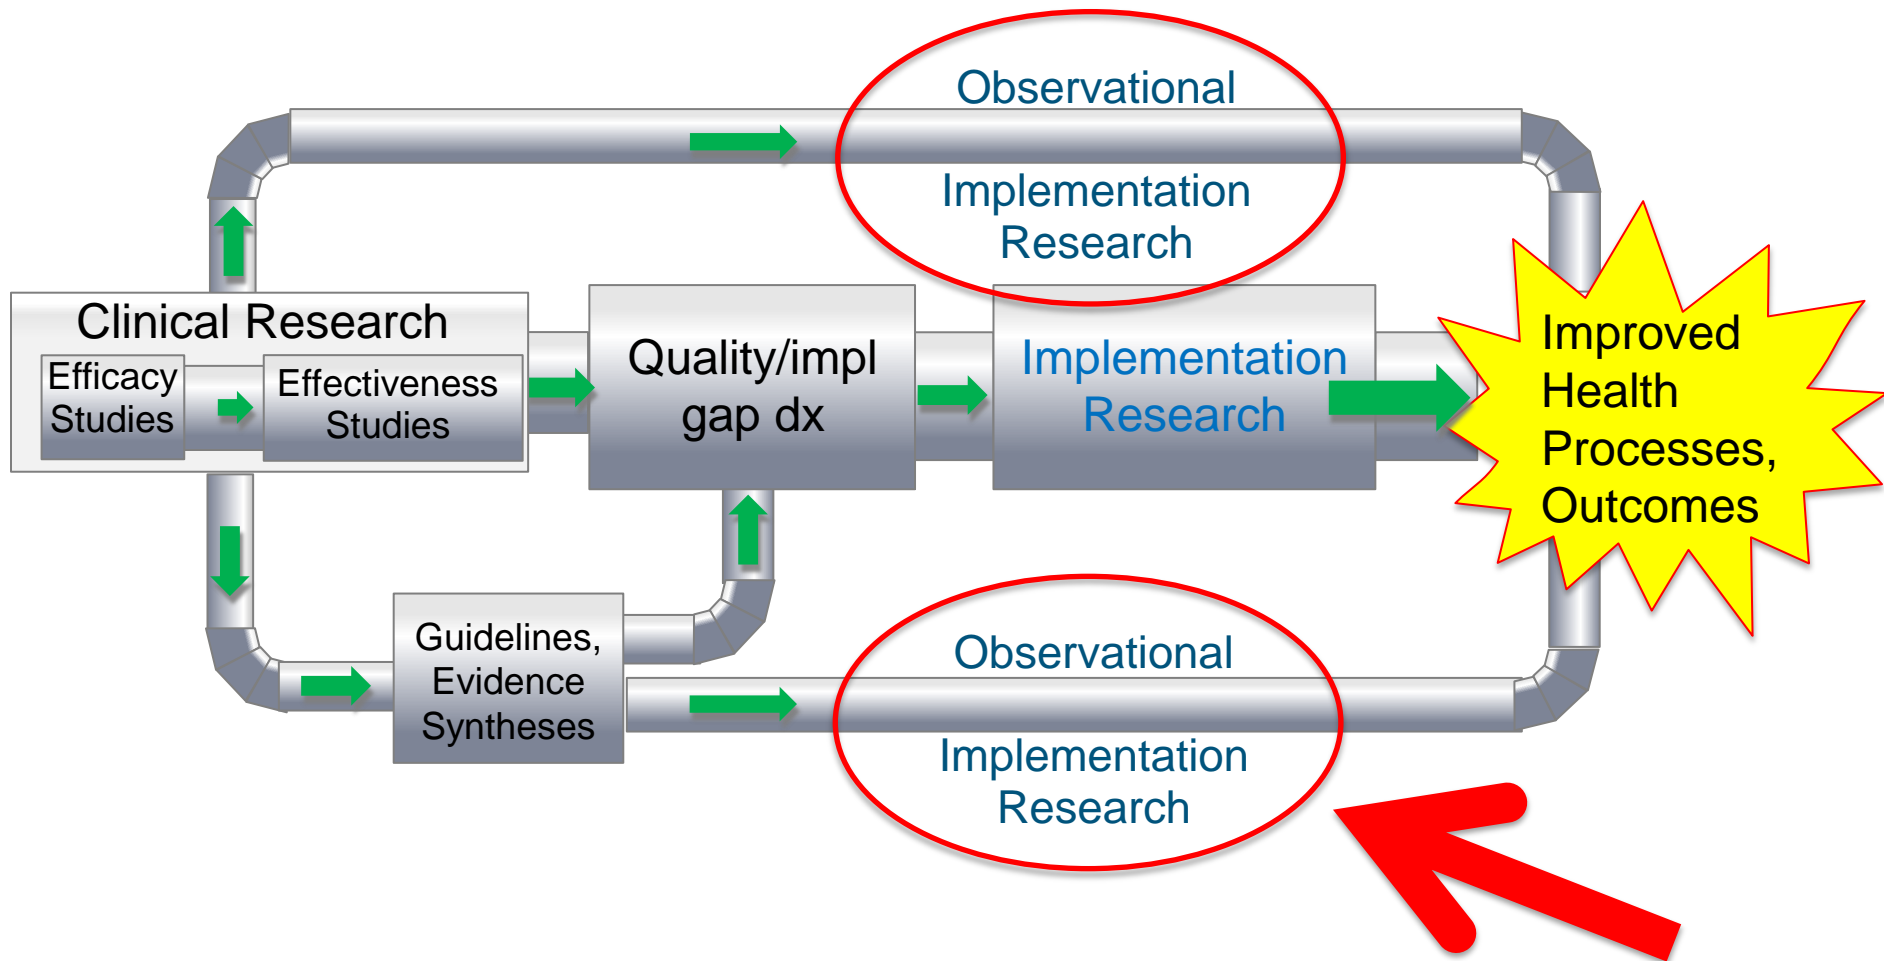 Observational
Implementation
Research
Clinical Research
Efficacy
Studies
Effectiveness
Studies
Quality/impl
gap dx
Implementation
Research
Improved
Health
Processes,
Outcomes
Guidelines,
Evidence
Syntheses
Observational
Implementation
Research